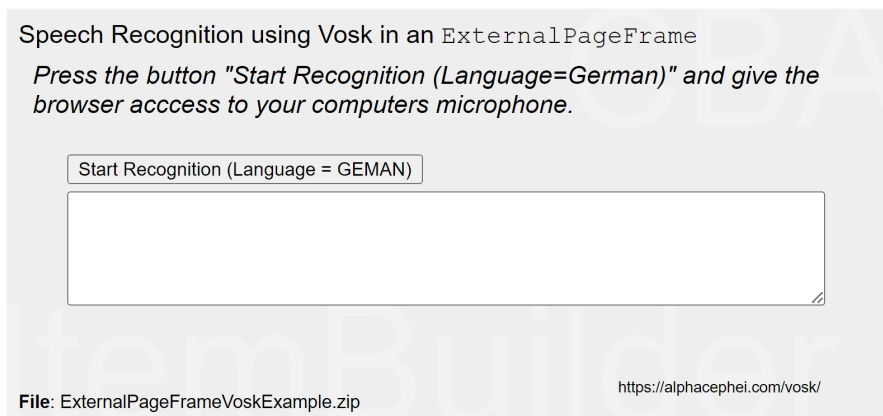 Speech Recognition using Vosk in an ExternalPageFrame
Press the button "Start Recognition (Language=German)" and give the
browser acccess to your computers microphone.
Start Recognition (Language = GEMAN)
https://alphacephei.com/vosk/
File: ExternalPageFrameVoskExample.zip
CBA
ItemBuilder